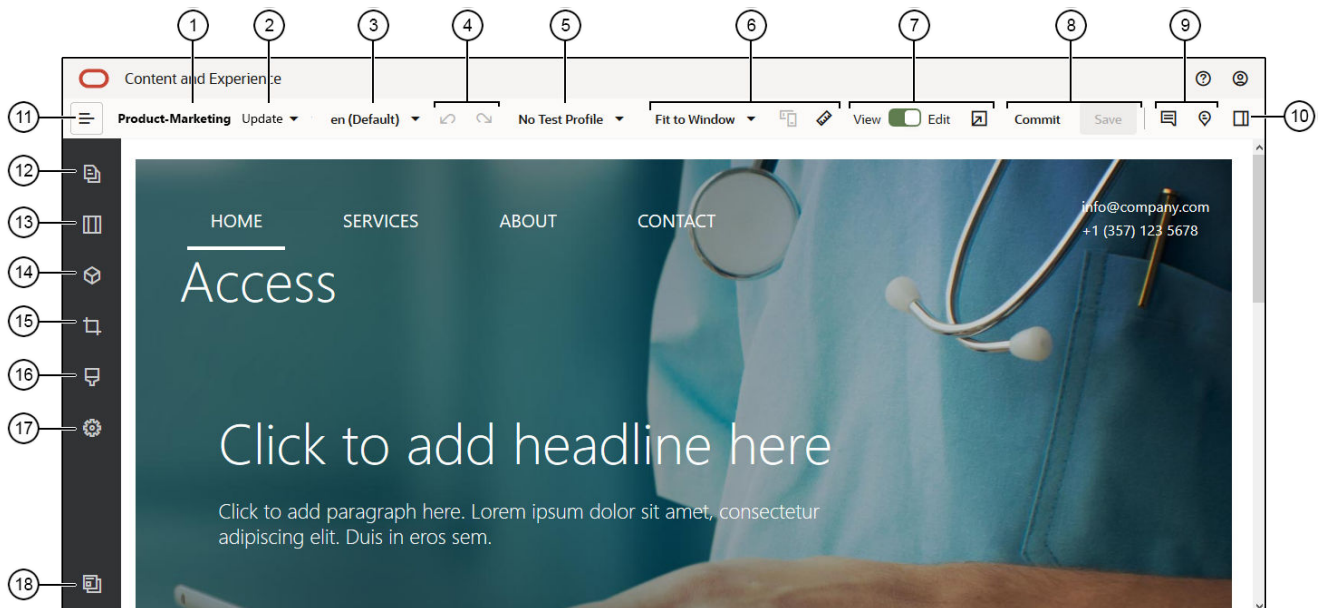 1 2 3 4 5 6 7 8 9
Content and Experience
11 Product-Marketing Update en (Default) No Test Profile Fit to Window View Edit Commit Save 10
12
13 HOME SERVICES ABOUT CONTACT info@company.com
+1 (357) 123 5678
14 Access
15
16
17 Click to add headline here
Click to add paragraph here. Lorem ipsum dolor sit amet, consectetur
adipiscing elit. Duis in eros sem.
18